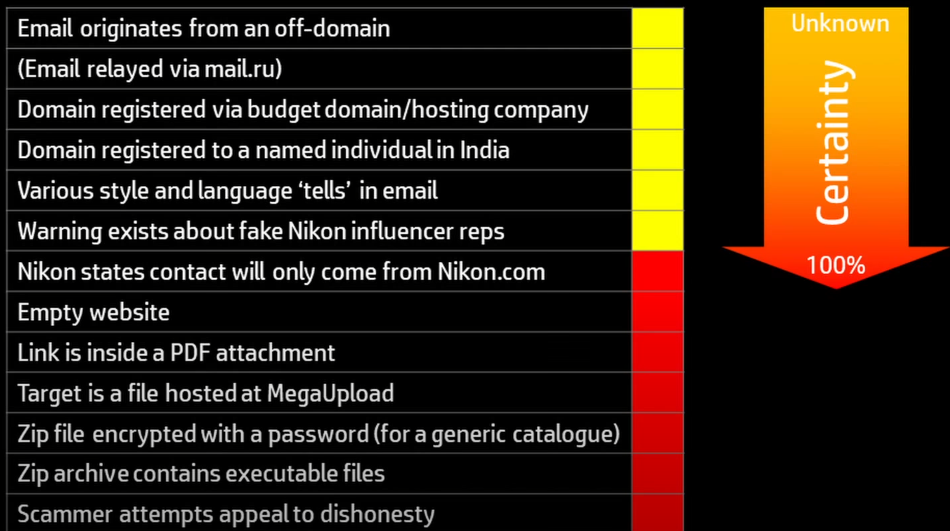 Email originates from an off-domain
(Email relayed via mail.ru)
Domain registered via budget domain/hosting company
Domain registered to a named individual in India
Various style and language ‘tells’ in email
Warning exists about fake Nikon influencer reps
Nikon states contact will only come from Nikon.com
Empty website
Link is inside a PDF attachment
Target is a file hosted at MegaUpload
Zip file encrypted with a password (for a generic catalogue)
Zip archive contains executable files
Scammer attempts appeal to dishonesty
Unknown
Certainty
100%